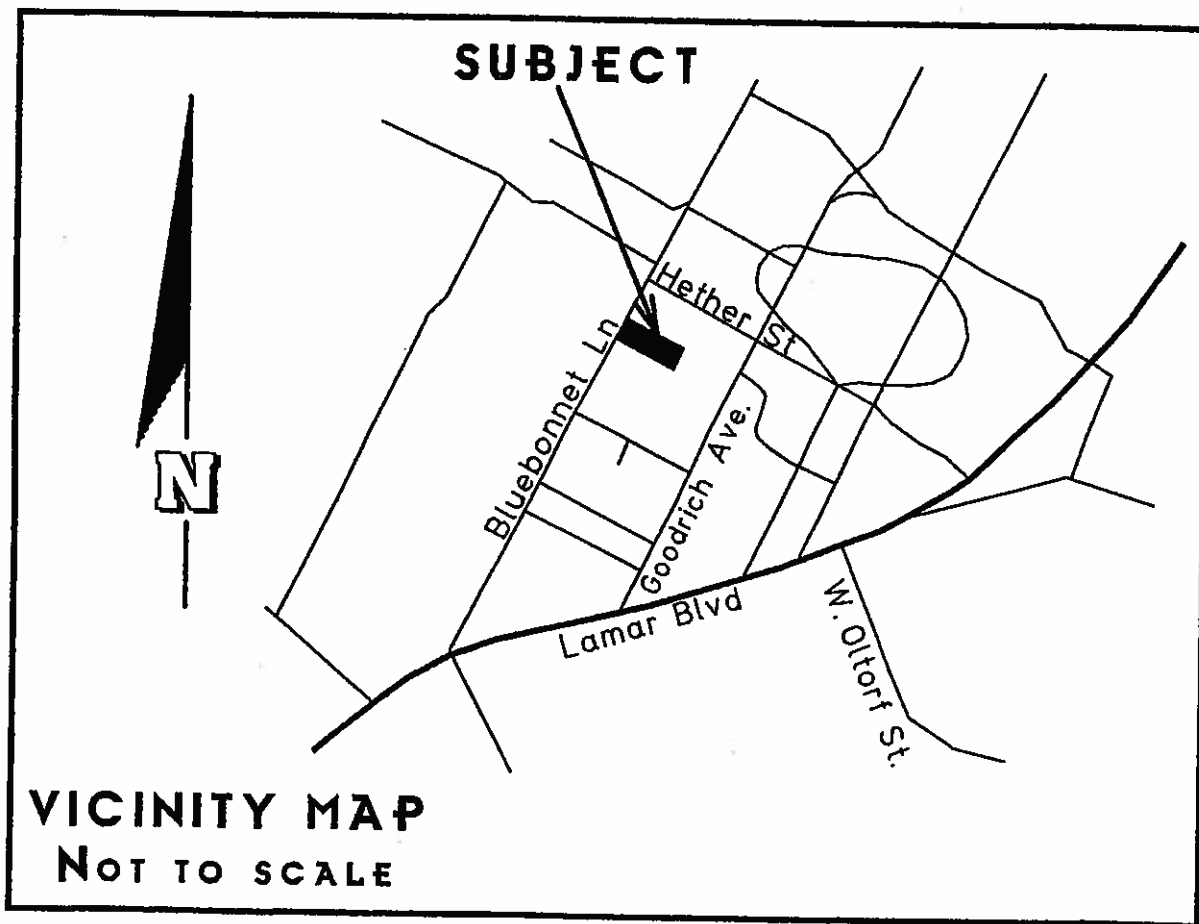 SUBJECT
Hether St
Bluebonnet Ln
Goodrich Ave.
N
Lamar Blvd
W. Oltorf St.
VICINITY MAP
NOT TO SCALE